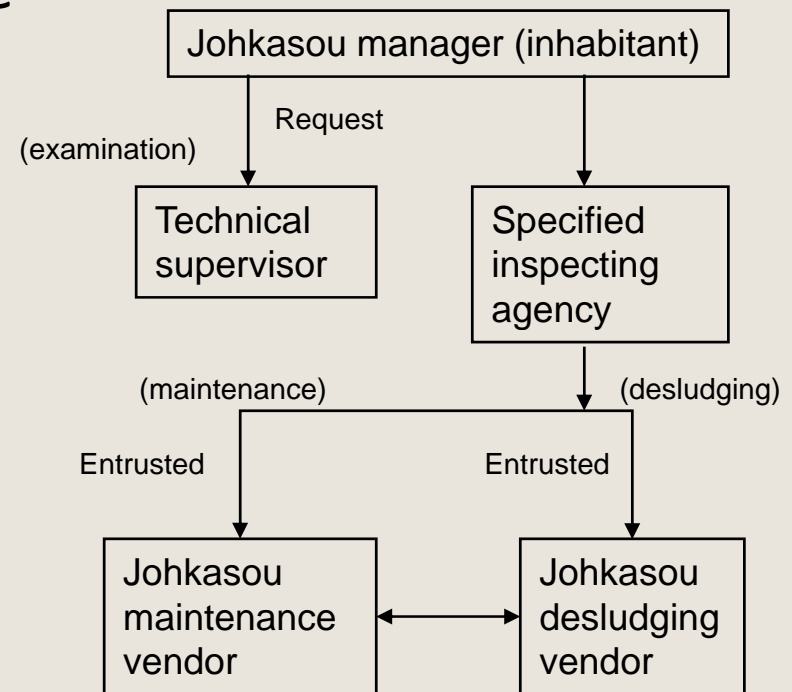 Johkasou manager (inhabitant)
Request
(examination)
Technical
supervisor
Specified
inspecting
agency
(maintenance)
(desludging)
Entrusted
Entrusted
Johkasou
maintenance
vendor
Johkasou
desludging
vendor